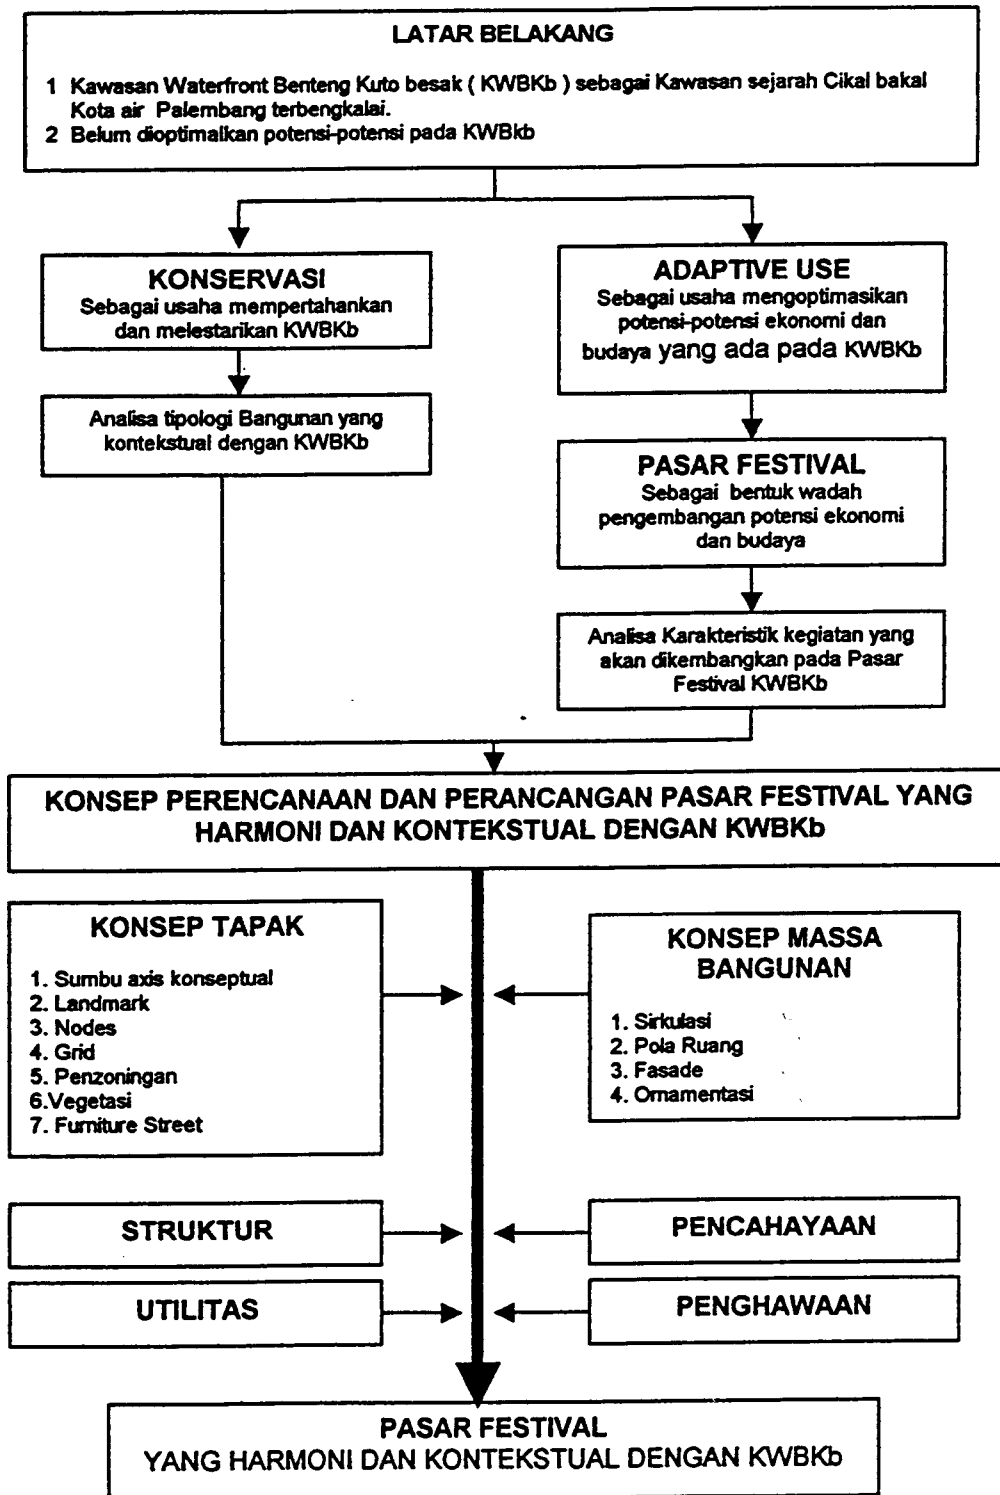 LATAR BELAKANG
1 Kawasan Waterfront Benteng Kuto besak ( KWBKb ) sebagai Kawasan sejarah Cikal bakal
Kota air Palembang terbengkalai.
2 Belum dioptimalkan potensi-potensi pada KWBkb
KONSERVASI
Sebagai usaha mempertahankan
dan melestarikan KWBKb
Analisa tipologi Bangunan yang
kontekstual dengan KWBKb
ADAPTIVE USE
Sebagai usaha mengoptimasikan
potensi-potensi ekonomi dan
budaya yang ada pada KWBKb
PASAR FESTIVAL
Sebagai bentuk wadah
pengembangan potensi ekonomi
dan budaya
Analisa Karakteristik kegiatan yang
akan dikembangkan pada Pasar
Festival KWBKb
KONSEP PERENCANAAN DAN PERANCANGAN PASAR FESTIVAL YANG
HARMONI DAN KONTEKSTUAL DENGAN KWBKb
KONSEP TAPAK
1. Sumbu axis konseptual
2. Landmark
3. Nodes
4. Grid
5. Penzoningan
6.Vegetasi
7. Furniture Street
KONSEP MASSA
BANGUNAN
1. Sirkulasi
2. Pola Ruang
3. Fasade
4. Ornamentasi
STRUKTUR
PENCAHAYAAN
UTILITAS
PENGHAWAAN
PASAR FESTIVAL
YANG HARMONI DAN KONTEKSTUAL DENGAN KWBKb